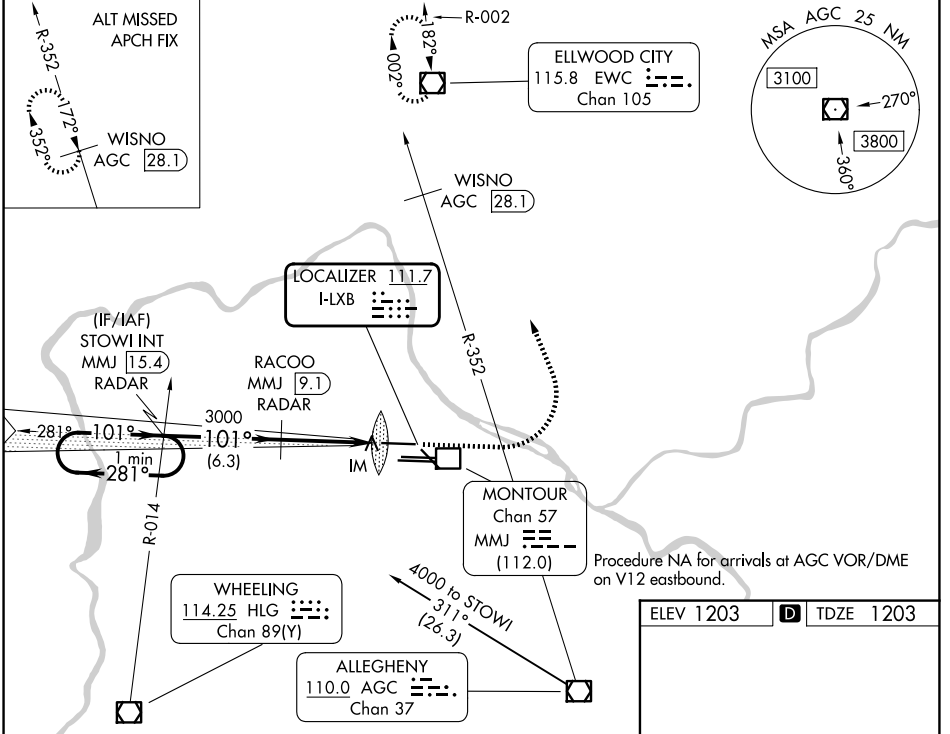 ALT MISSED
APCH FIX
R-352
172°
352°
WISNO
AGC 28.1
R-002
182°
002°
ELLWOOD CITY
115.8 EWC
Chan 105
MSA AGC 25 NM
3100
270°
3800
360°
WISNO
AGC 28.1
LOCALIZER 111.7
I-LXB
R-352
(IF/IAF)
STOWI INT
MMJ 15.4
RADAR
RACOO
MMJ 9.1
RADAR
3000
281° 101° 101°
1 min (6.3)
281°
IM
R-014
MONTOUR
Chan 57
MMJ
(112.0)
Procedure NA for arrivals at AGC VOR/DME
on V12 eastbound.
4000 to STOWI
311°
(26.3)
WHEELING
114.25 HLG
Chan 89(Y)
ALLEGHENY
110.0 AGC
Chan 37
ELEV 1203 D TDZE 1203